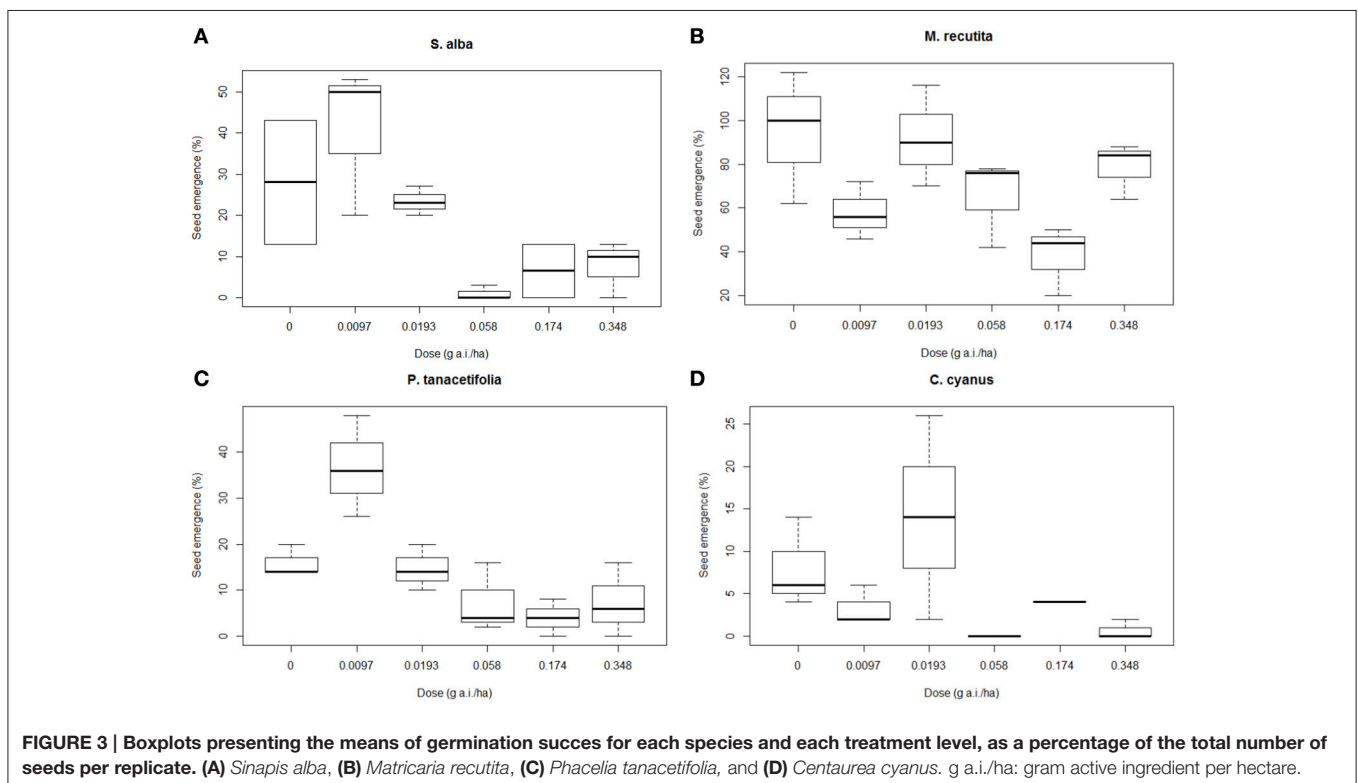 A
S. alba
Seed emergence (%)
50
40
30
20
10
0
0 0.0097 0.0193 0.058 0.174 0.348
Dose (g a.i./ha)
B
M. recutita
Seed emergence (%)
120
100
80
60
40
20
0 0.0097 0.0193 0.058 0.174 0.348
Dose (g a.i./ha)
C
P. tanacetifolia
Seed emergence (%)
40
30
20
10
0
0 0.0097 0.0193 0.058 0.174 0.348
Dose (g a.i./ha)
D
C. cyanus
Seed emergence (%)
25
20
15
10
5
0
0 0.0097 0.0193 0.058 0.174 0.348
Dose (g a.i./ha)
FIGURE 3 | Boxplots presenting the means of germination succes for each species and each treatment level, as a percentage of the total number of
seeds per replicate. (A) Sinapis alba, (B) Matricaria recutita, (C) Phacelia tanacetifolia, and (D) Centaurea cyanus. g a.i./ha: gram active ingredient per hectare.